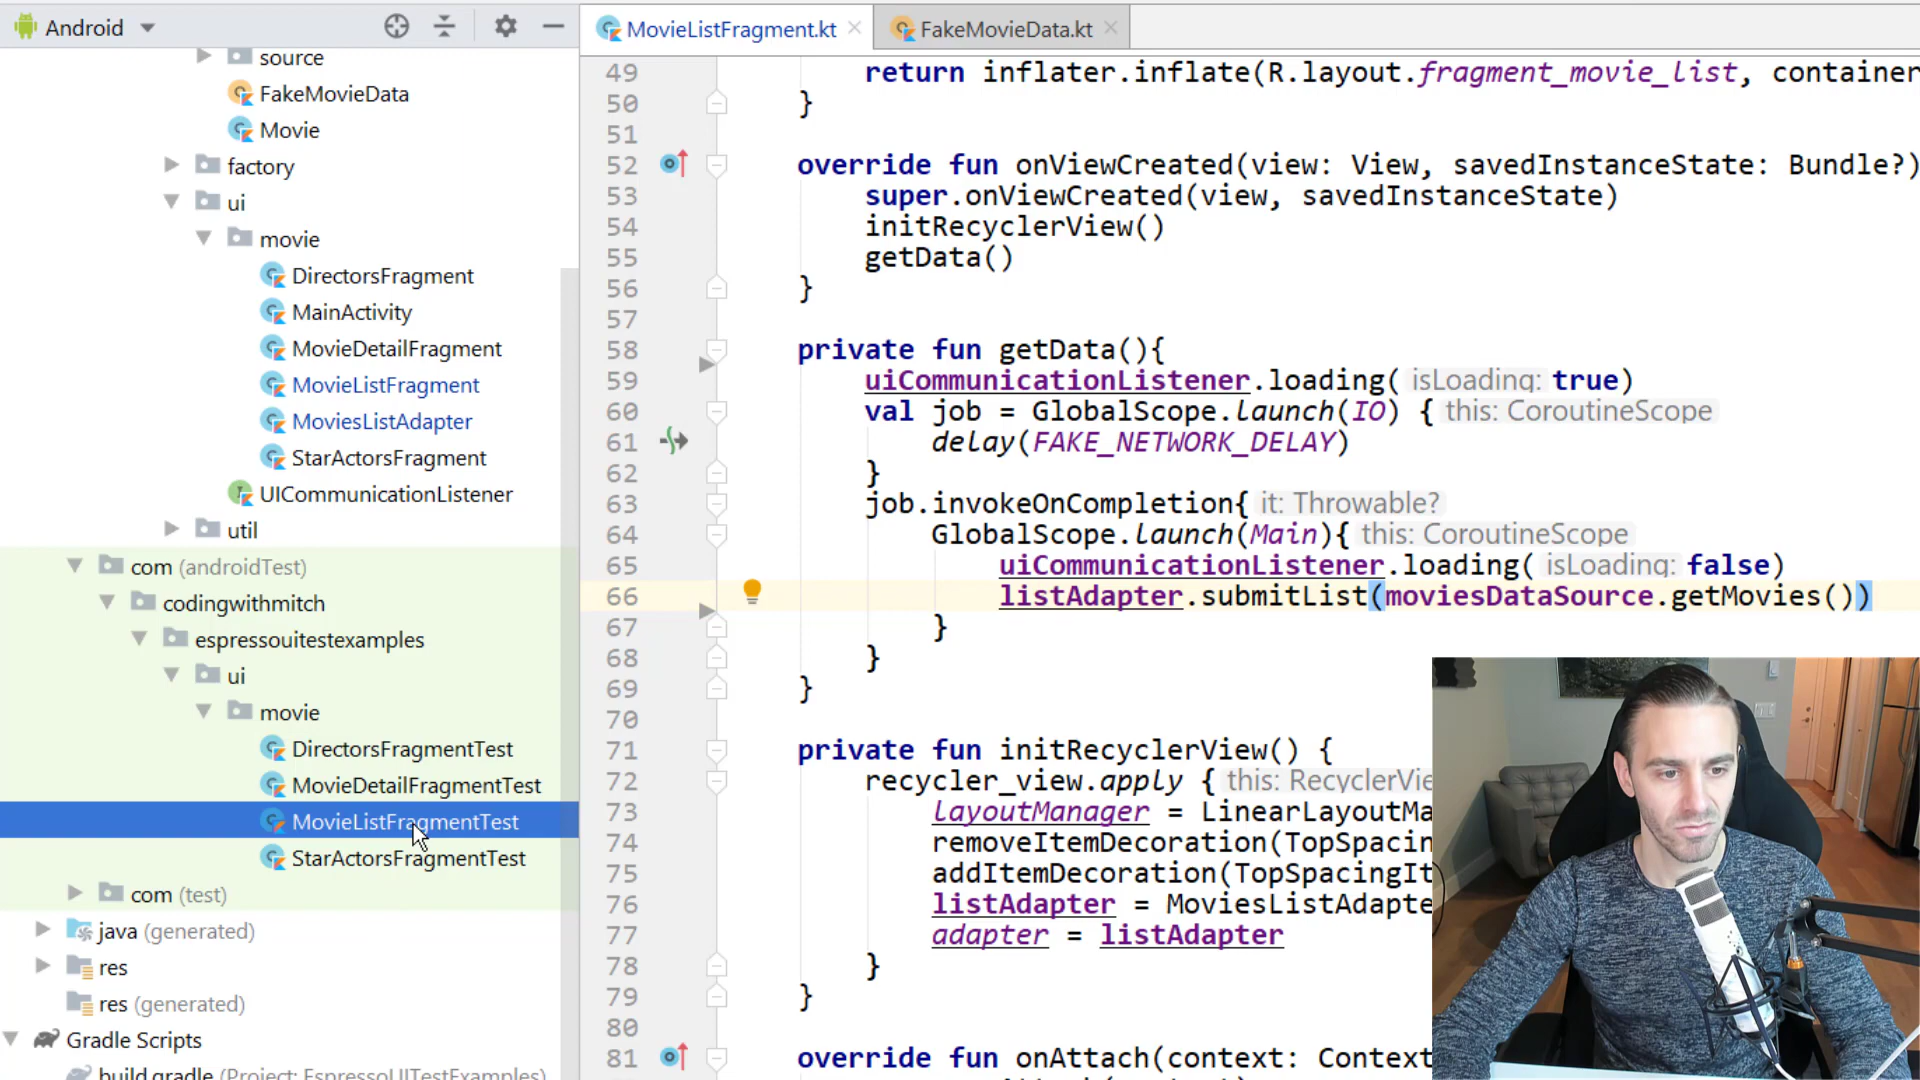 Android
source
FakeMovieData
Movie
factory
ui
movie
DirectorsFragment
MainActivity
MovieDetailFragment
MovieListFragment
MoviesListAdapter
StarActorsFragment
UICommunicationListener
util
com (androidTest)
codingwithmitch
espressouitestexamples
ui
movie
DirectorsFragmentTest
MovieDetailFragmentTest
MovieListFragmentTest
StarActorsFragmentTest
com (test)
java (generated)
res
res (generated)
Gradle Scripts
build.gradle (Project: EspressoUITestExamples)
MovieListFragment.kt
FakeMovieData.kt
49 return inflater.inflate(R.layout.fragment_movie_list, container
50 }
51
52 override fun onViewCreated(view: View, savedInstanceState: Bundle?)
53 super.onViewCreated(view, savedInstanceState)
54 initRecyclerView()
55 getData()
56 }
57
58 private fun getData(){
59 uiCommunicationListener.loading( isLoading: true)
60 val job = GlobalScope.launch(IO) { this: CoroutineScope
61 delay(FAKE_NETWORK_DELAY)
62 }
63 job.invokeOnCompletion{ it: Throwable?
64 GlobalScope.launch(Main){ this: CoroutineScope
65 uiCommunicationListener.loading( isLoading: false)
66 listAdapter.submitList(moviesDataSource.getMovies())
67 }
68 }
69 }
70
71 private fun initRecyclerView() {
72 recycler_view.apply { this: RecyclerVie
73 layoutManager = LinearLayoutMa
74 removeItemDecoration(TopSpacin
75 addItemDecoration(TopSpacingIt
76 listAdapter = MoviesListAdapte
77 adapter = listAdapter
78 }
79 }
80
81 override fun onAttach(context: Context